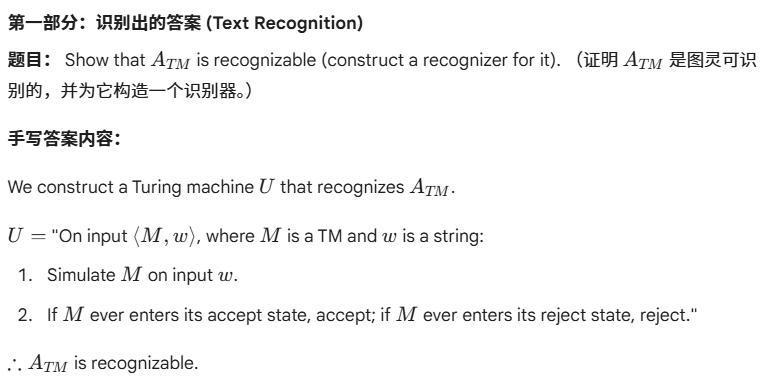 第一部分：识别出的答案 (Text Recognition)
题目： Show that $A_{TM}$ is recognizable (construct a recognizer for it). （证明 $A_{TM}$ 是图灵可识
别的，并为它构造一个识别器。）
手写答案内容：
We construct a Turing machine $U$ that recognizes $A_{TM}$.
$U =$ "On input $\langle M, w \rangle$, where $M$ is a TM and $w$ is a string:
1. Simulate $M$ on input $w$.
2. If $M$ ever enters its accept state, accept; if $M$ ever enters its reject state, reject."
$\therefore A_{TM}$ is recognizable.